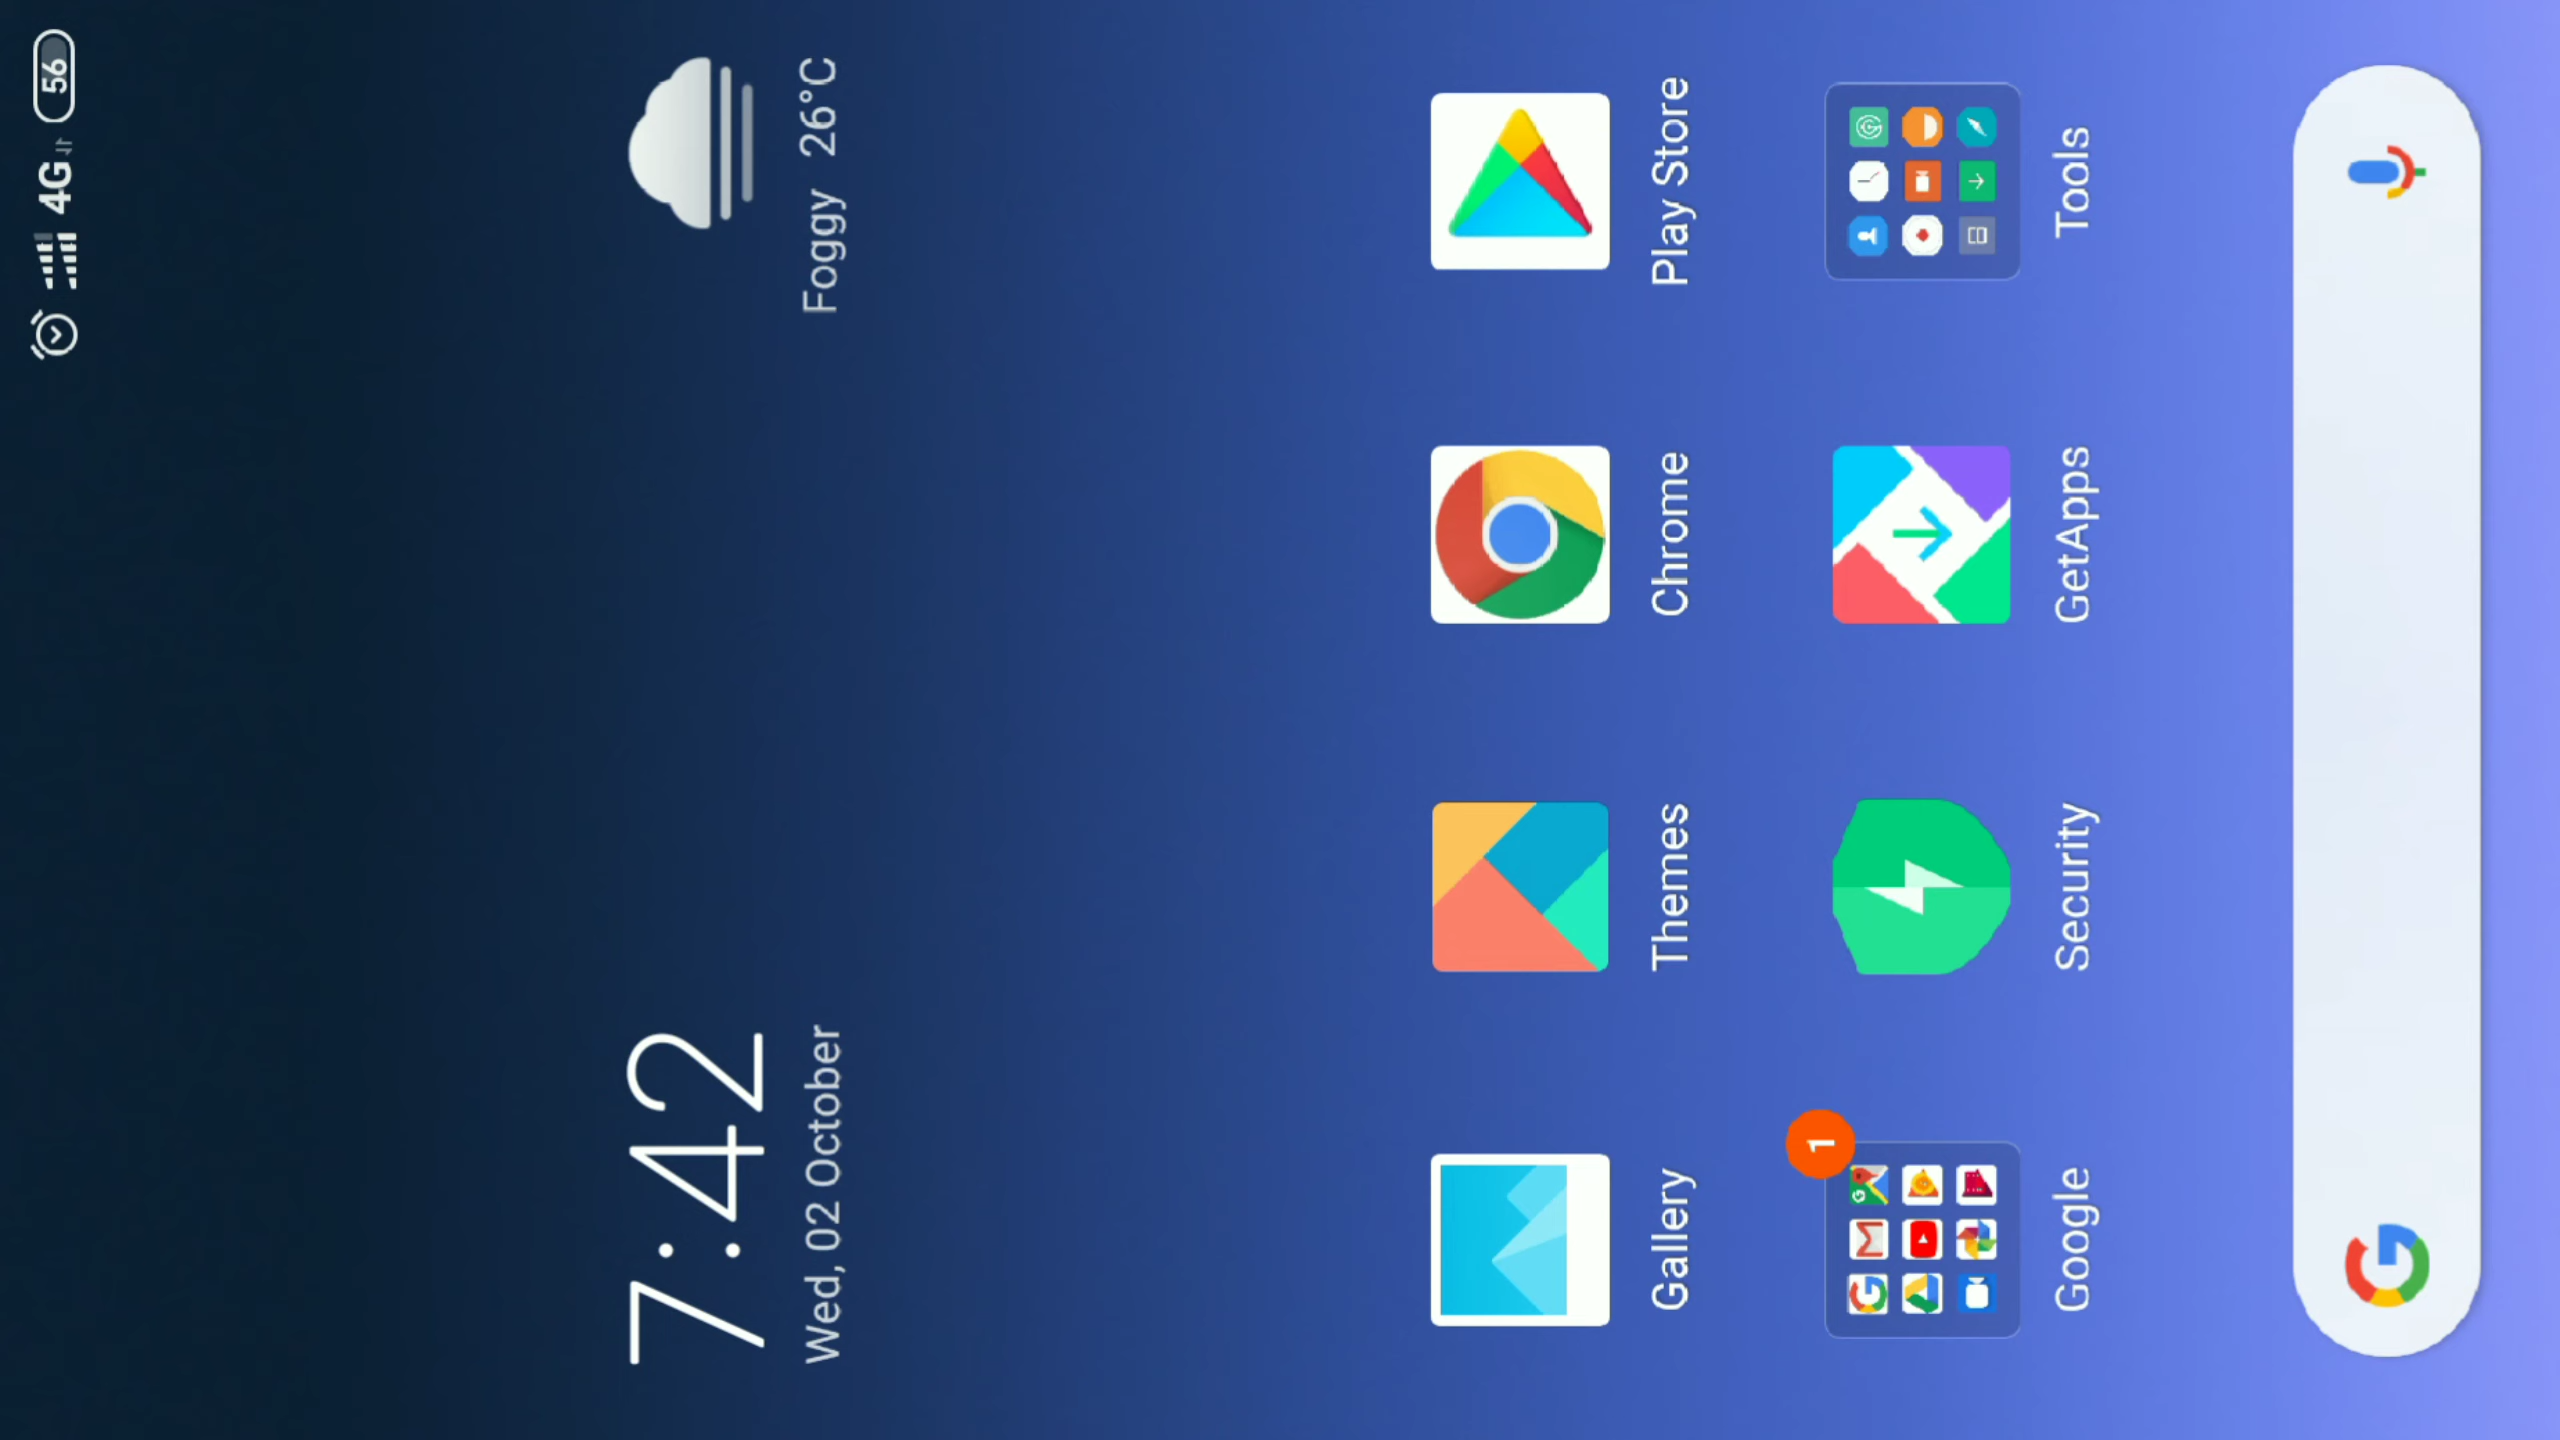 4G 56
7:42
Wed, 02 October
Foggy 26°C
Gallery
Themes
Chrome
Play Store
1
Google
Security
GetApps
Tools